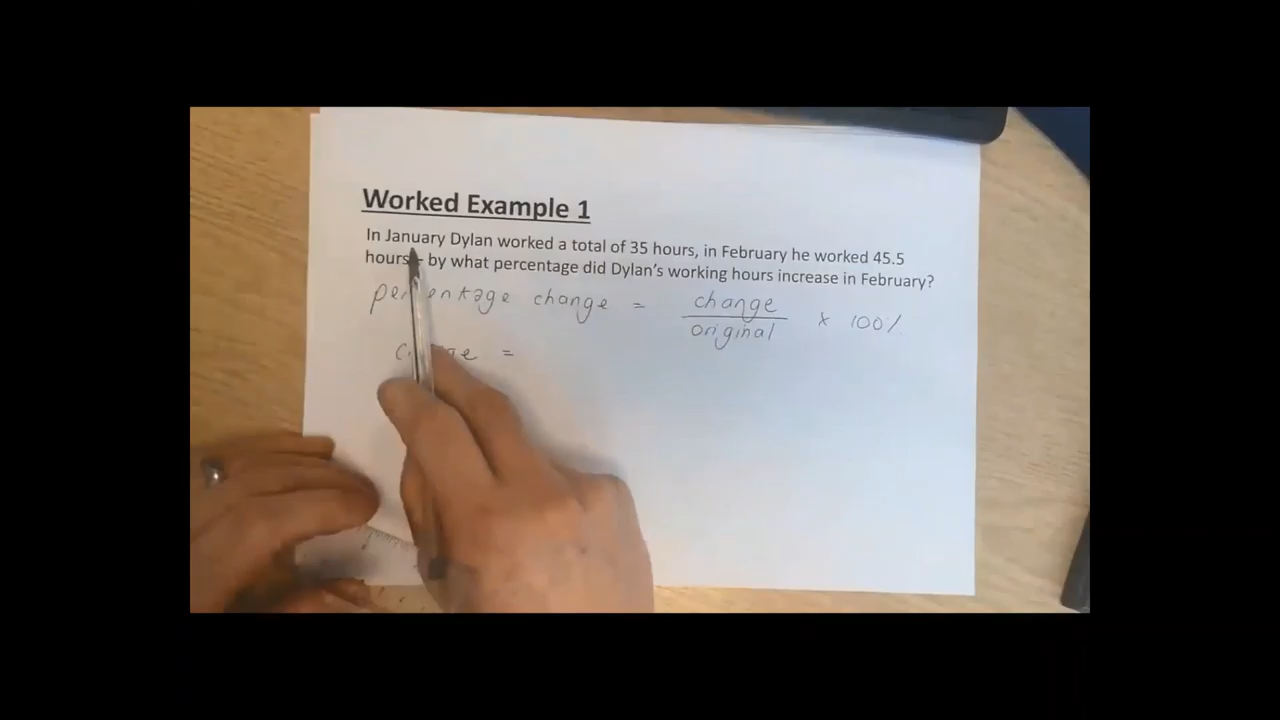 Worked Example 1
In January Dylan worked a total of 35 hours, in February he worked 45.5
hours - by what percentage did Dylan's working hours increase in February?
percentage change = change / original x 100%
change =